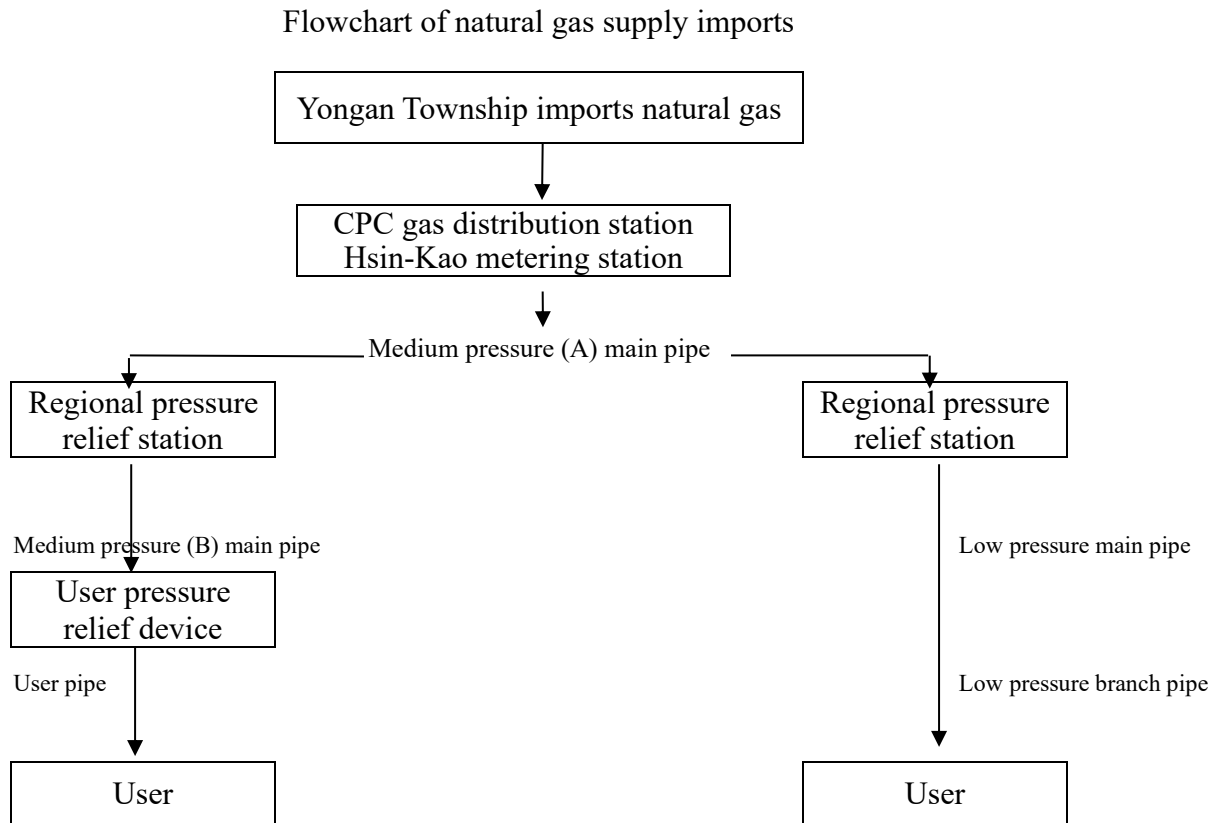 Flowchart of natural gas supply imports
Yongan Township imports natural gas
CPC gas distribution station
Hsin-Kao metering station
Medium pressure (A) main pipe
Regional pressure
relief station
Regional pressure
relief station
Medium pressure (B) main pipe
Low pressure main pipe
User pressure
relief device
User pipe
Low pressure branch pipe
User
User